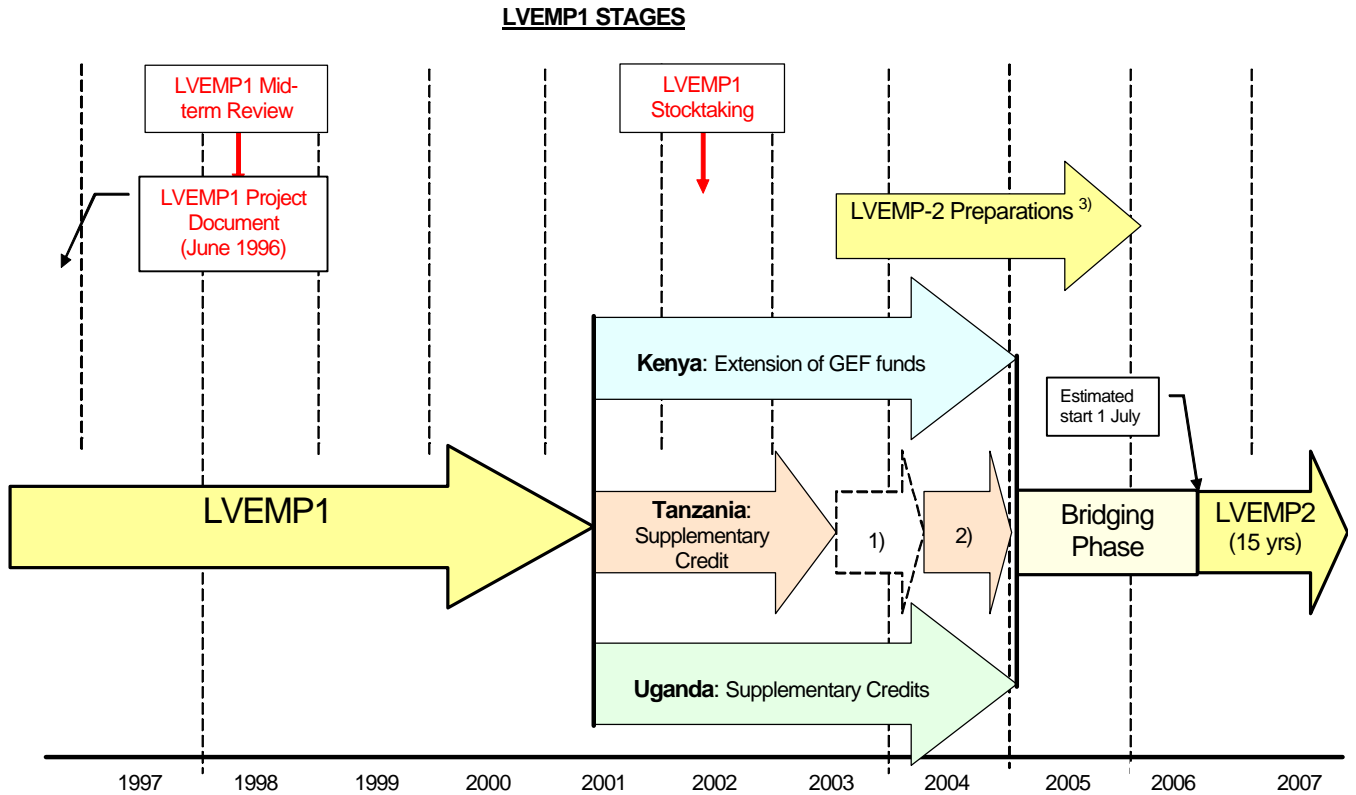 LVEMP1 STAGES
LVEMP1 Mid-
term Review
LVEMP1
Stocktaking
LVEMP1 Project
Document
(June 1996)
LVEMP-2 Preparations 3)
Kenya: Extension of GEF funds
Estimated
start 1 July
LVEMP1
Tanzania:
Supplementary
Credit
1)
2)
Bridging
Phase
LVEMP2
(15 yrs)
Uganda: Supplementary Credits
1997 1998 1999 2000 2001 2002 2003 2004 2005 2006 2007